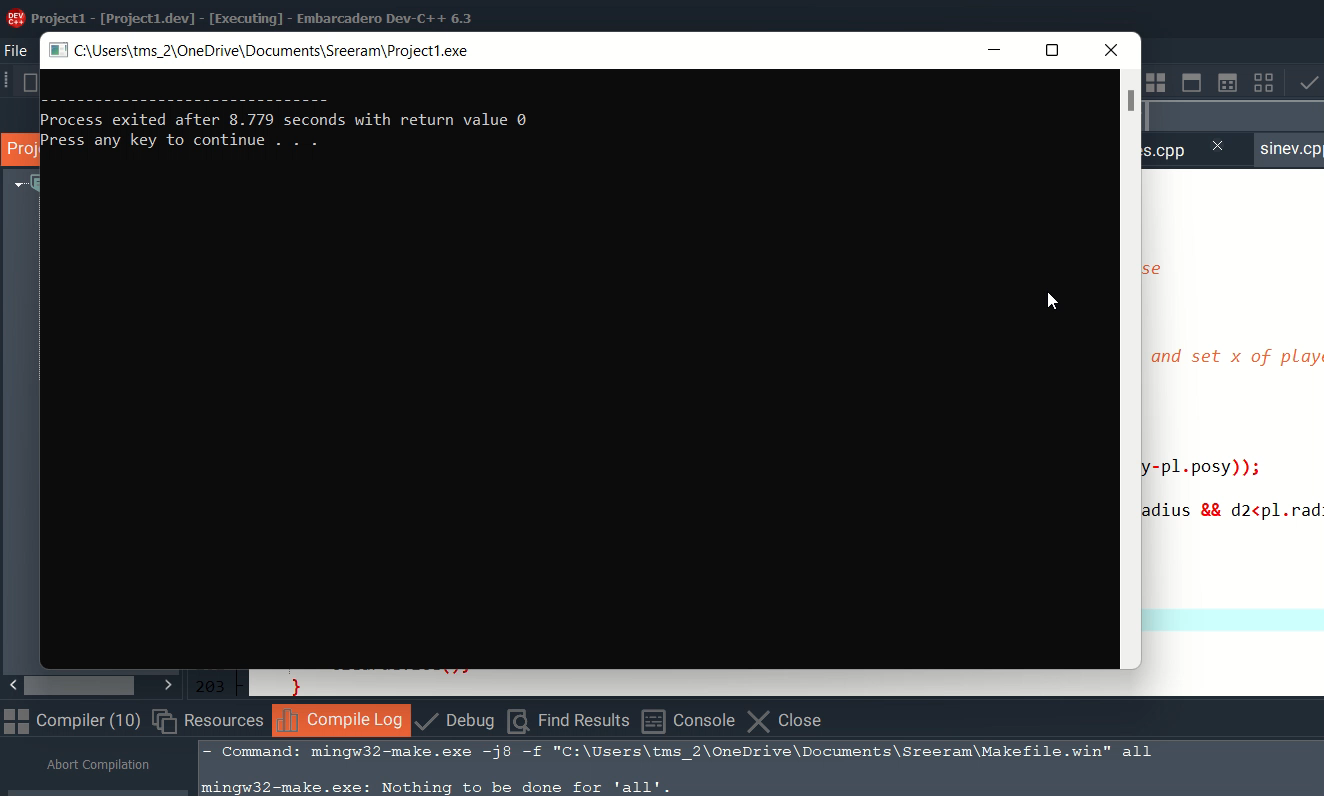 DEV C++
Project1 - [Project1.dev] - [Executing] - Embarcadero Dev-C++ 6.3
File
C:\Users\tms_2\OneDrive\Documents\Sreeram\Project1.exe
--------------------------------
Process exited after 8.779 seconds with return value 0
Press any key to continue . . .
Proj
es.cpp
sinev.cpp
se
and set x of playe
y-pl.posy));
adius && d2<pl.radi
203
}
Compiler (10)
Resources
Compile Log
Debug
Find Results
Console
Close
Abort Compilation
- Command: mingw32-make.exe -j8 -f "C:\Users\tms_2\OneDrive\Documents\Sreeram\Makefile.win" all
mingw32-make.exe: Nothing to be done for 'all'.